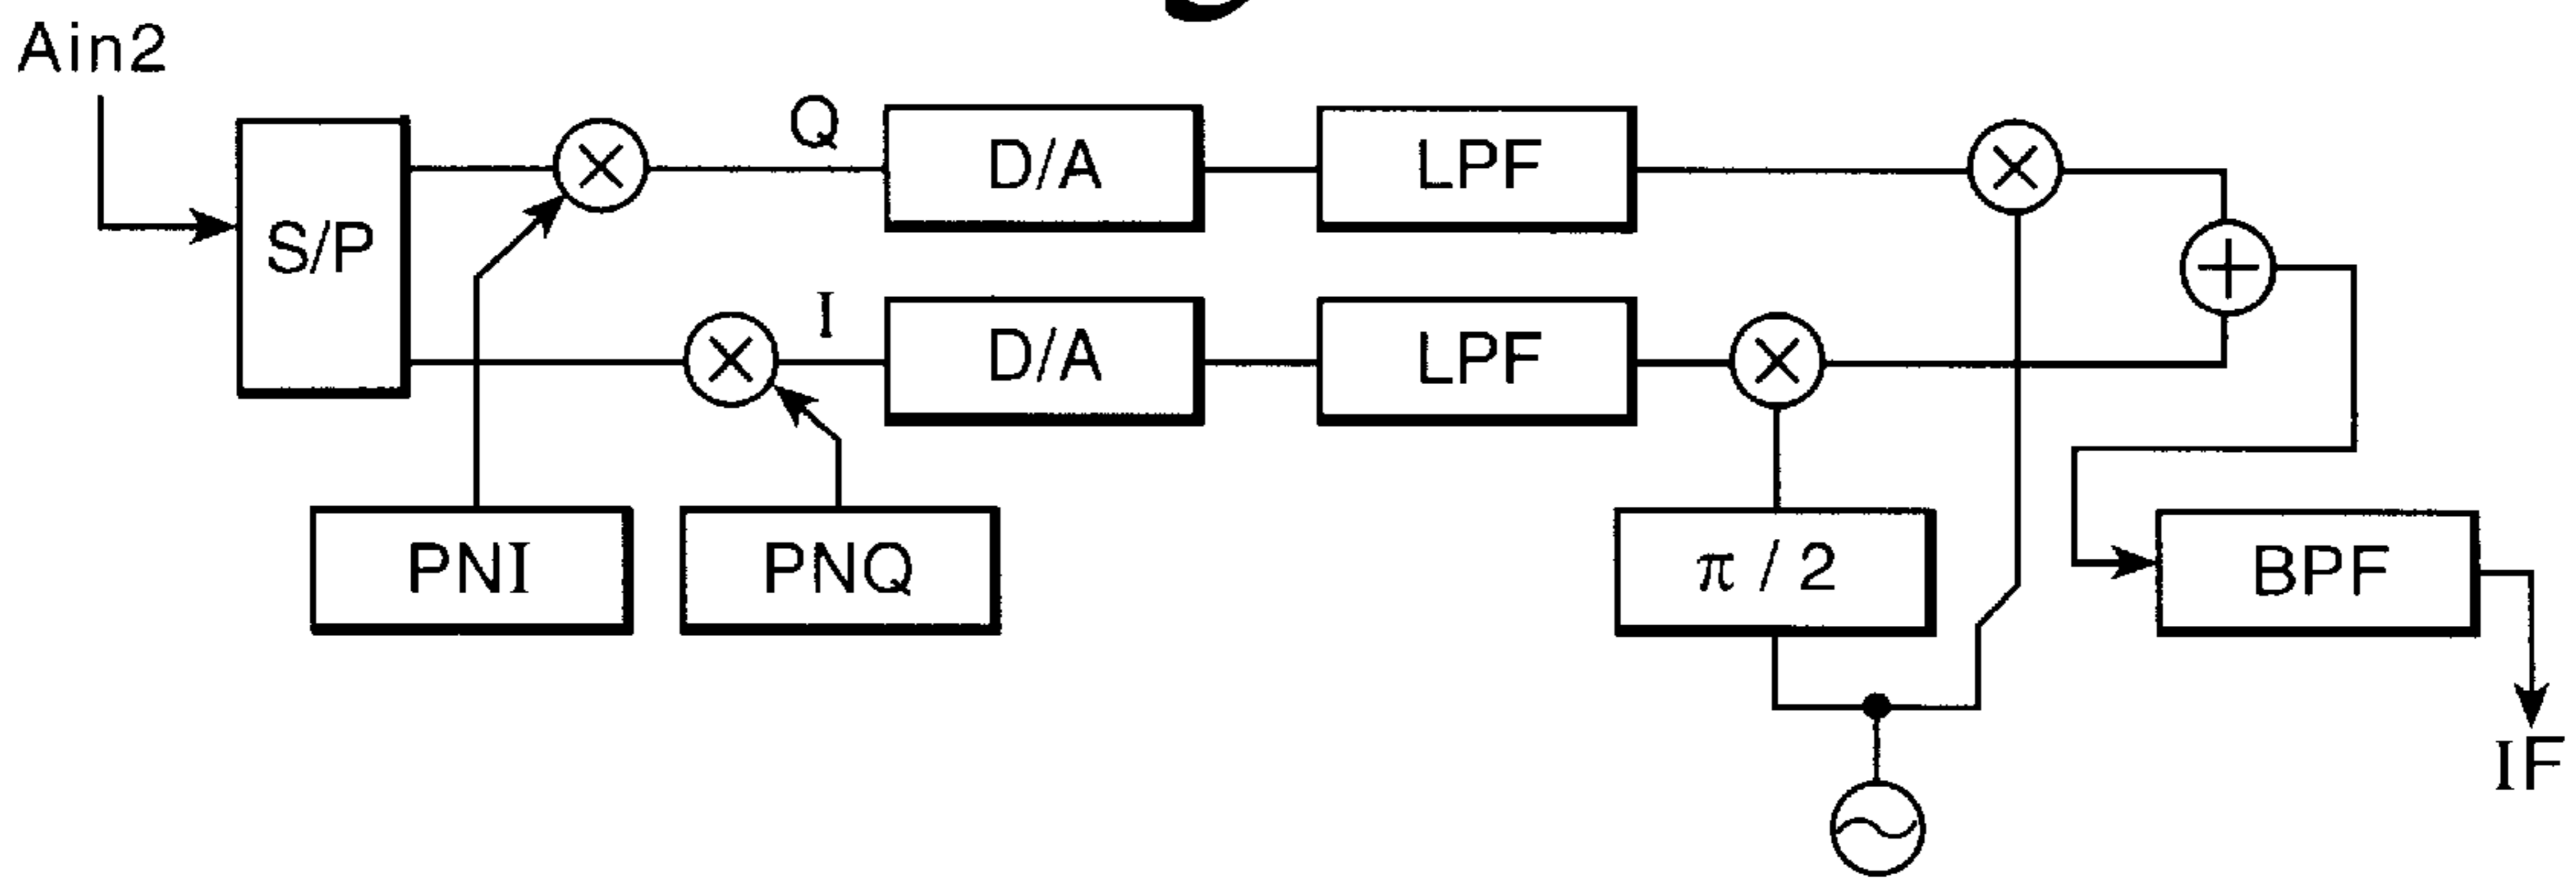 Ain2
S/P
Q
D/A
LPF
I
D/A
LPF
PNI
PNQ
π / 2
BPF
IF